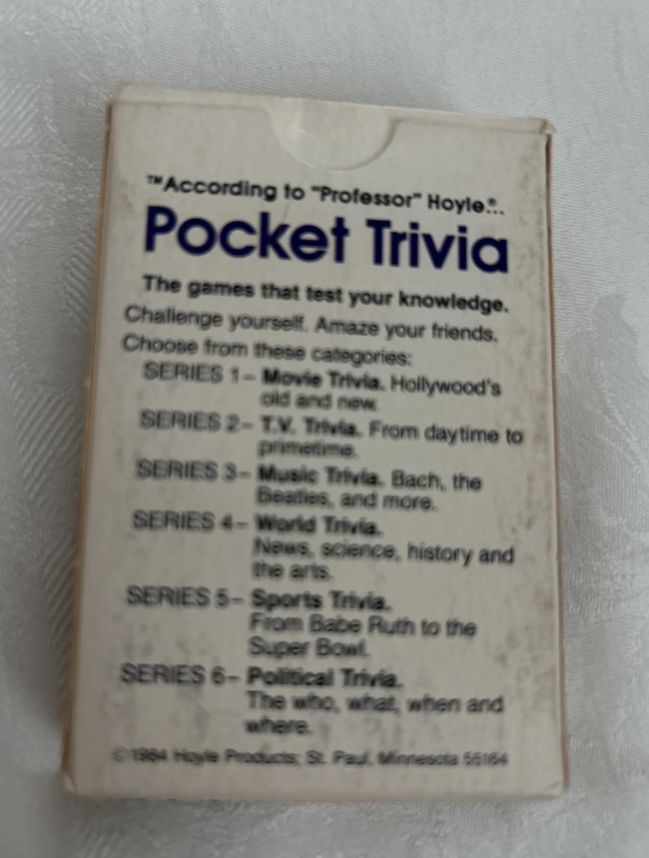 ™According to "Professor" Hoyle®...
Pocket Trivia
The games that test your knowledge.
Challenge yourself. Amaze your friends.
Choose from these categories:
SERIES 1– Movie Trivia. Hollywood's
old and new.
SERIES 2– T.V. Trivia. From daytime to
primetime.
SERIES 3– Music Trivia. Bach, the
Beatles, and more.
SERIES 4– World Trivia.
News, science, history and
the arts.
SERIES 5– Sports Trivia.
From Babe Ruth to the
Super Bowl.
SERIES 6– Political Trivia.
The who, what, when and
where.
©1984 Hoyle Products; St. Paul, Minnesota 55164